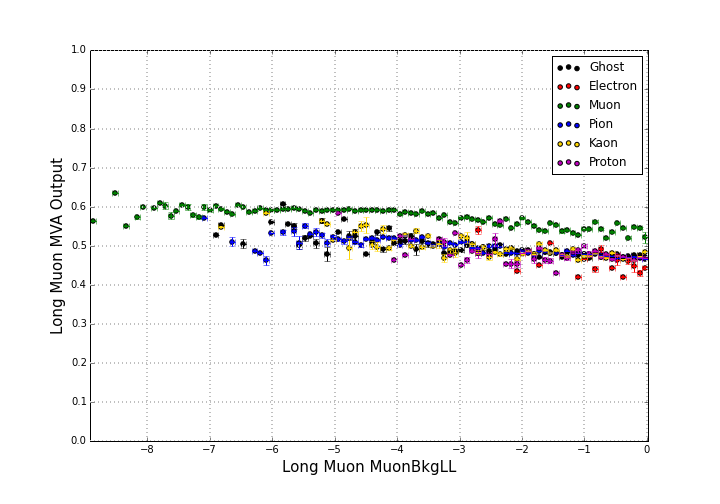 1.0
0.9
0.8
0.7
0.6
0.5
0.4
0.3
0.2
0.1
0.0
Long Muon MVA Output
Ghost
Electron
Muon
Pion
Kaon
Proton
−8 −7 −6 −5 −4 −3 −2 −1 0
Long Muon MuonBkgLL